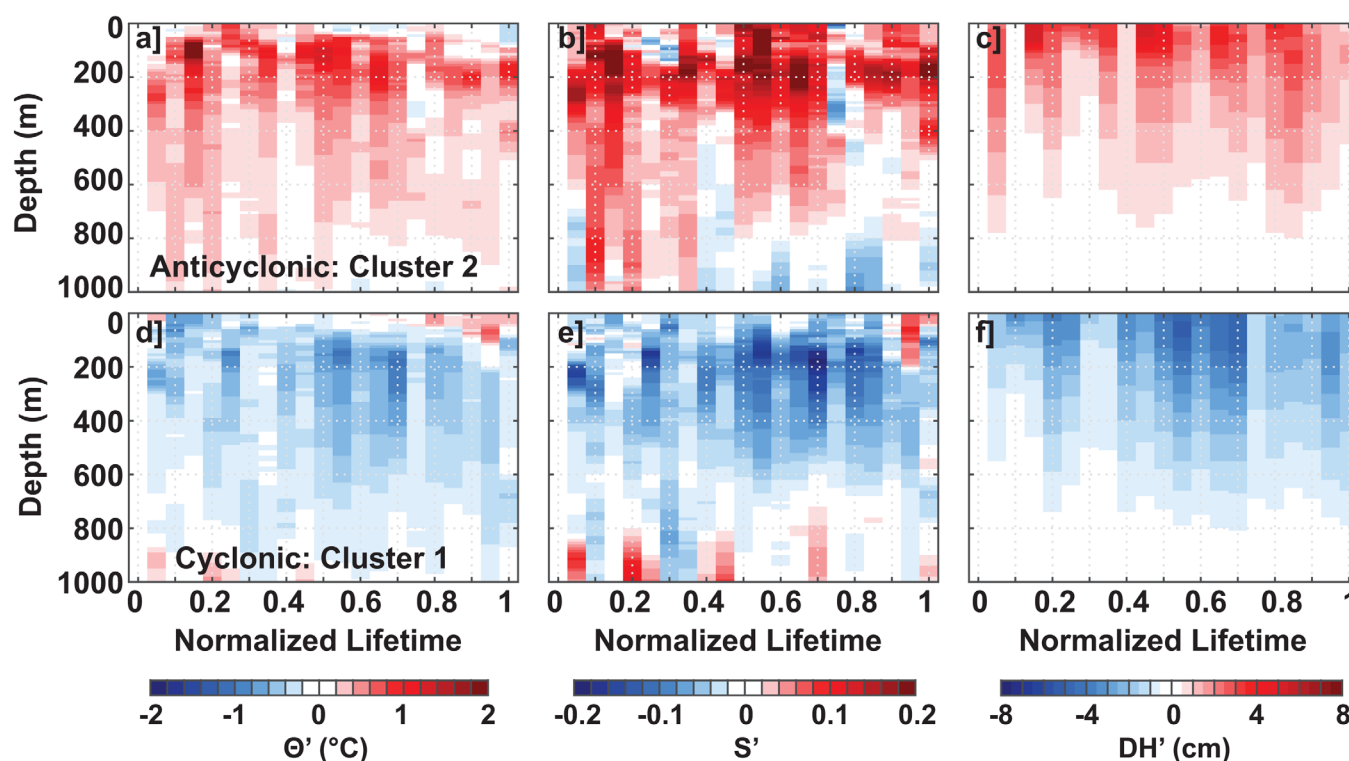 a] b] c]
0
200
400
600
800
1000
Depth (m)
Anticyclonic: Cluster 2
d] e] f]
0
200
400
600
800
1000
Depth (m)
Cyclonic: Cluster 1
0 0.2 0.4 0.6 0.8 1 0 0.2 0.4 0.6 0.8 1 0 0.2 0.4 0.6 0.8 1
Normalized Lifetime Normalized Lifetime Normalized Lifetime
-2 -1 0 1 2 -0.2 -0.1 0 0.1 0.2 -8 -4 0 4 8
Θ’ (°C) S’ DH’ (cm)